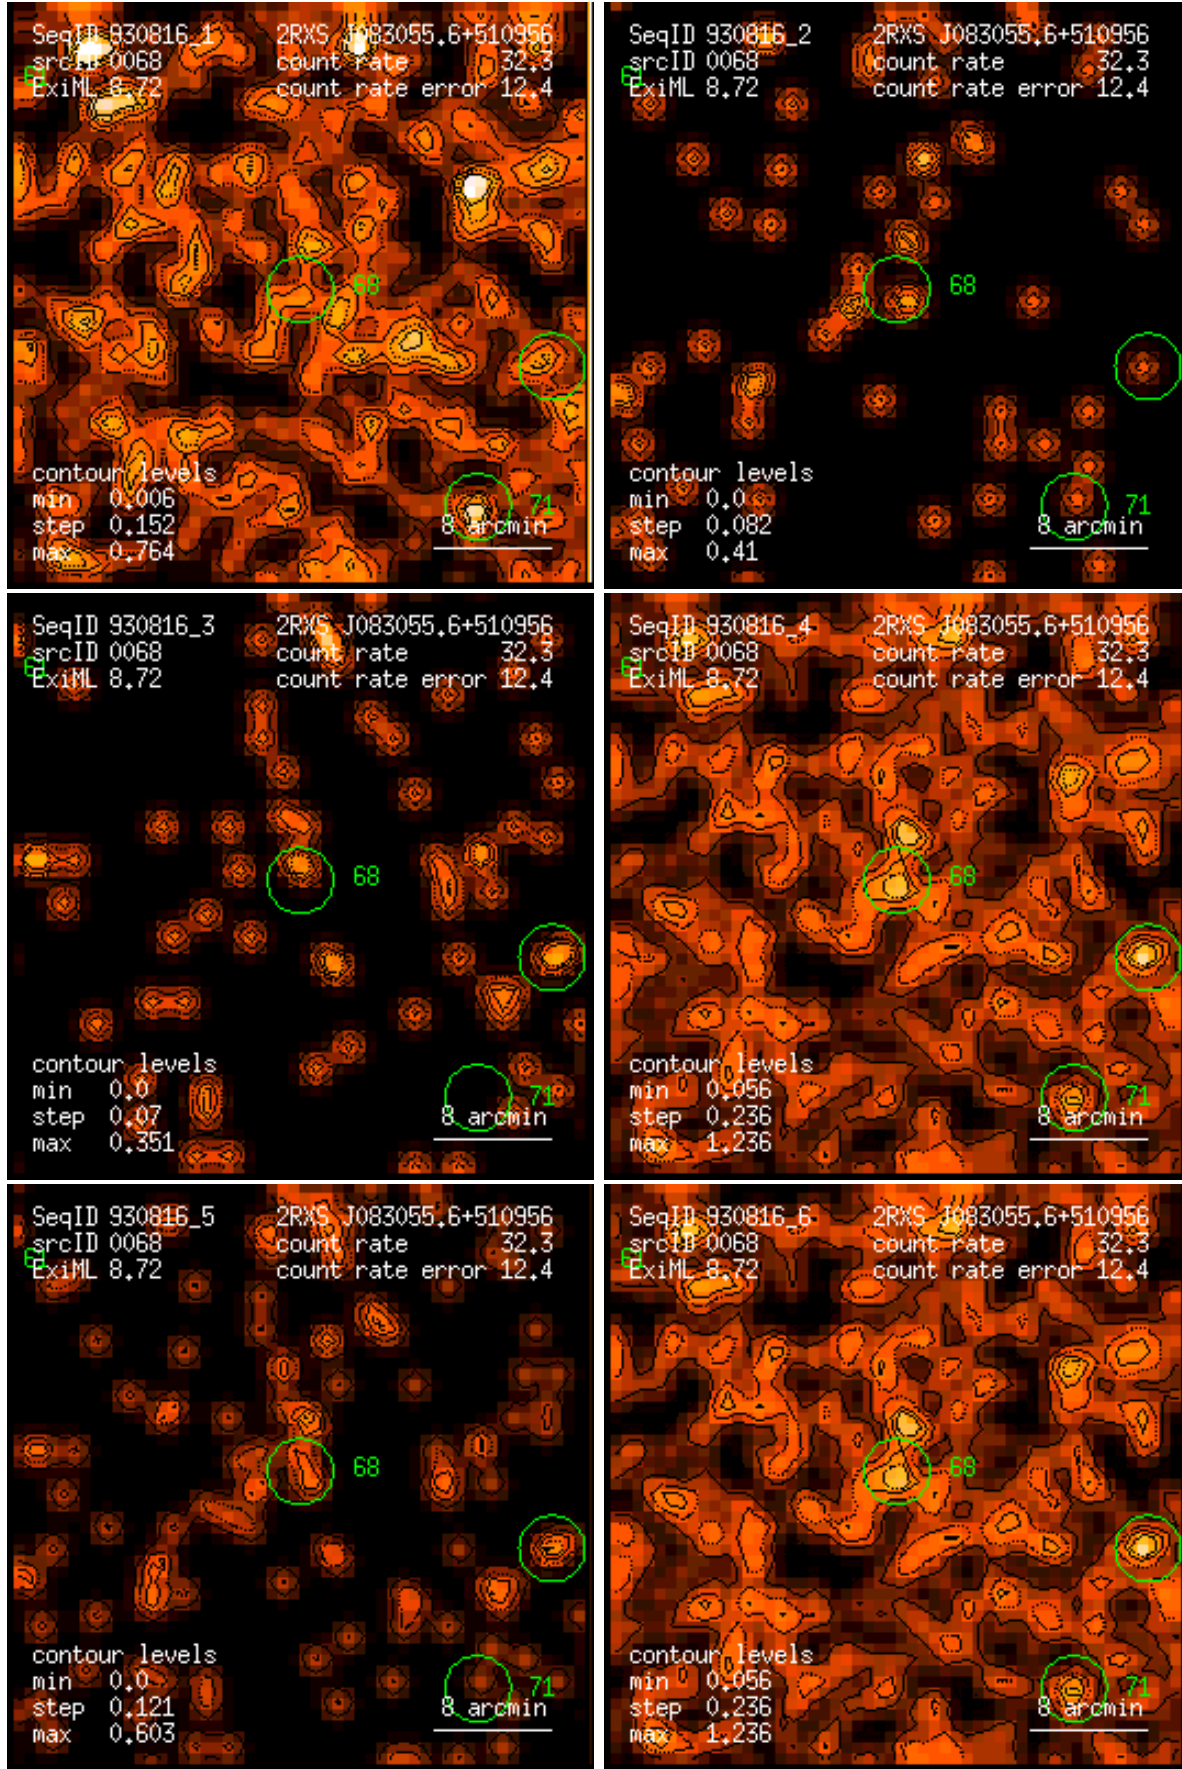 SeqID 930816_1 2RXS J083055.6+510956
srcID 0068 count rate 32.3
ExiML 8.72 count rate error 12.4
68
contour levels
min 0.006
71
step 0.152 8 arcmin
max 0.764
SeqID 930816_2 2RXS J083055.6+510956
srcID 0068 count rate 32.3
ExiML 8.72 count rate error 12.4
68
contour levels
min 0.0
71
step 0.082 8 arcmin
max 0.41
SeqID 930816_3 2RXS J083055.6+510956
srcID 0068 count rate 32.3
ExiML 8.72 count rate error 12.4
68
contour levels
min 0.0
71
step 0.07 8 arcmin
max 0.351
SeqID 930816_4 2RXS J083055.6+510956
srcID 0068 count rate 32.3
ExiML 8.72 count rate error 12.4
68
contour levels
min 0.056
71
step 0.236 8 arcmin
max 1.236
SeqID 930816_5 2RXS J083055.6+510956
srcID 0068 count rate 32.3
ExiML 8.72 count rate error 12.4
68
contour levels
min 0.0
71
step 0.121 8 arcmin
max 0.603
SeqID 930816_6 2RXS J083055.6+510956
srcID 0068 count rate 32.3
ExiML 8.72 count rate error 12.4
68
contour levels
min 0.056
71
step 0.236 8 arcmin
max 1.236